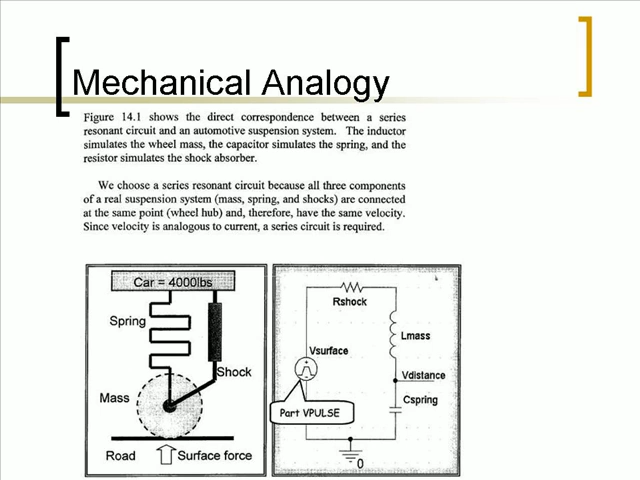 Mechanical Analogy
Figure 14.1 shows the direct correspondence between a series
resonant circuit and an automotive suspension system. The inductor
simulates the wheel mass, the capacitor simulates the spring, and the
resistor simulates the shock absorber.
We choose a series resonant circuit because all three components
of a real suspension system (mass, spring, and shocks) are connected
at the same point (wheel hub) and, therefore, have the same velocity.
Since velocity is analogous to current, a series circuit is required.
Car = 4000lbs
Spring
Shock
Mass
Road
Surface force
Rshock
Lmass
Vsurface
Vdistance
Cspring
Part VPULSE
0